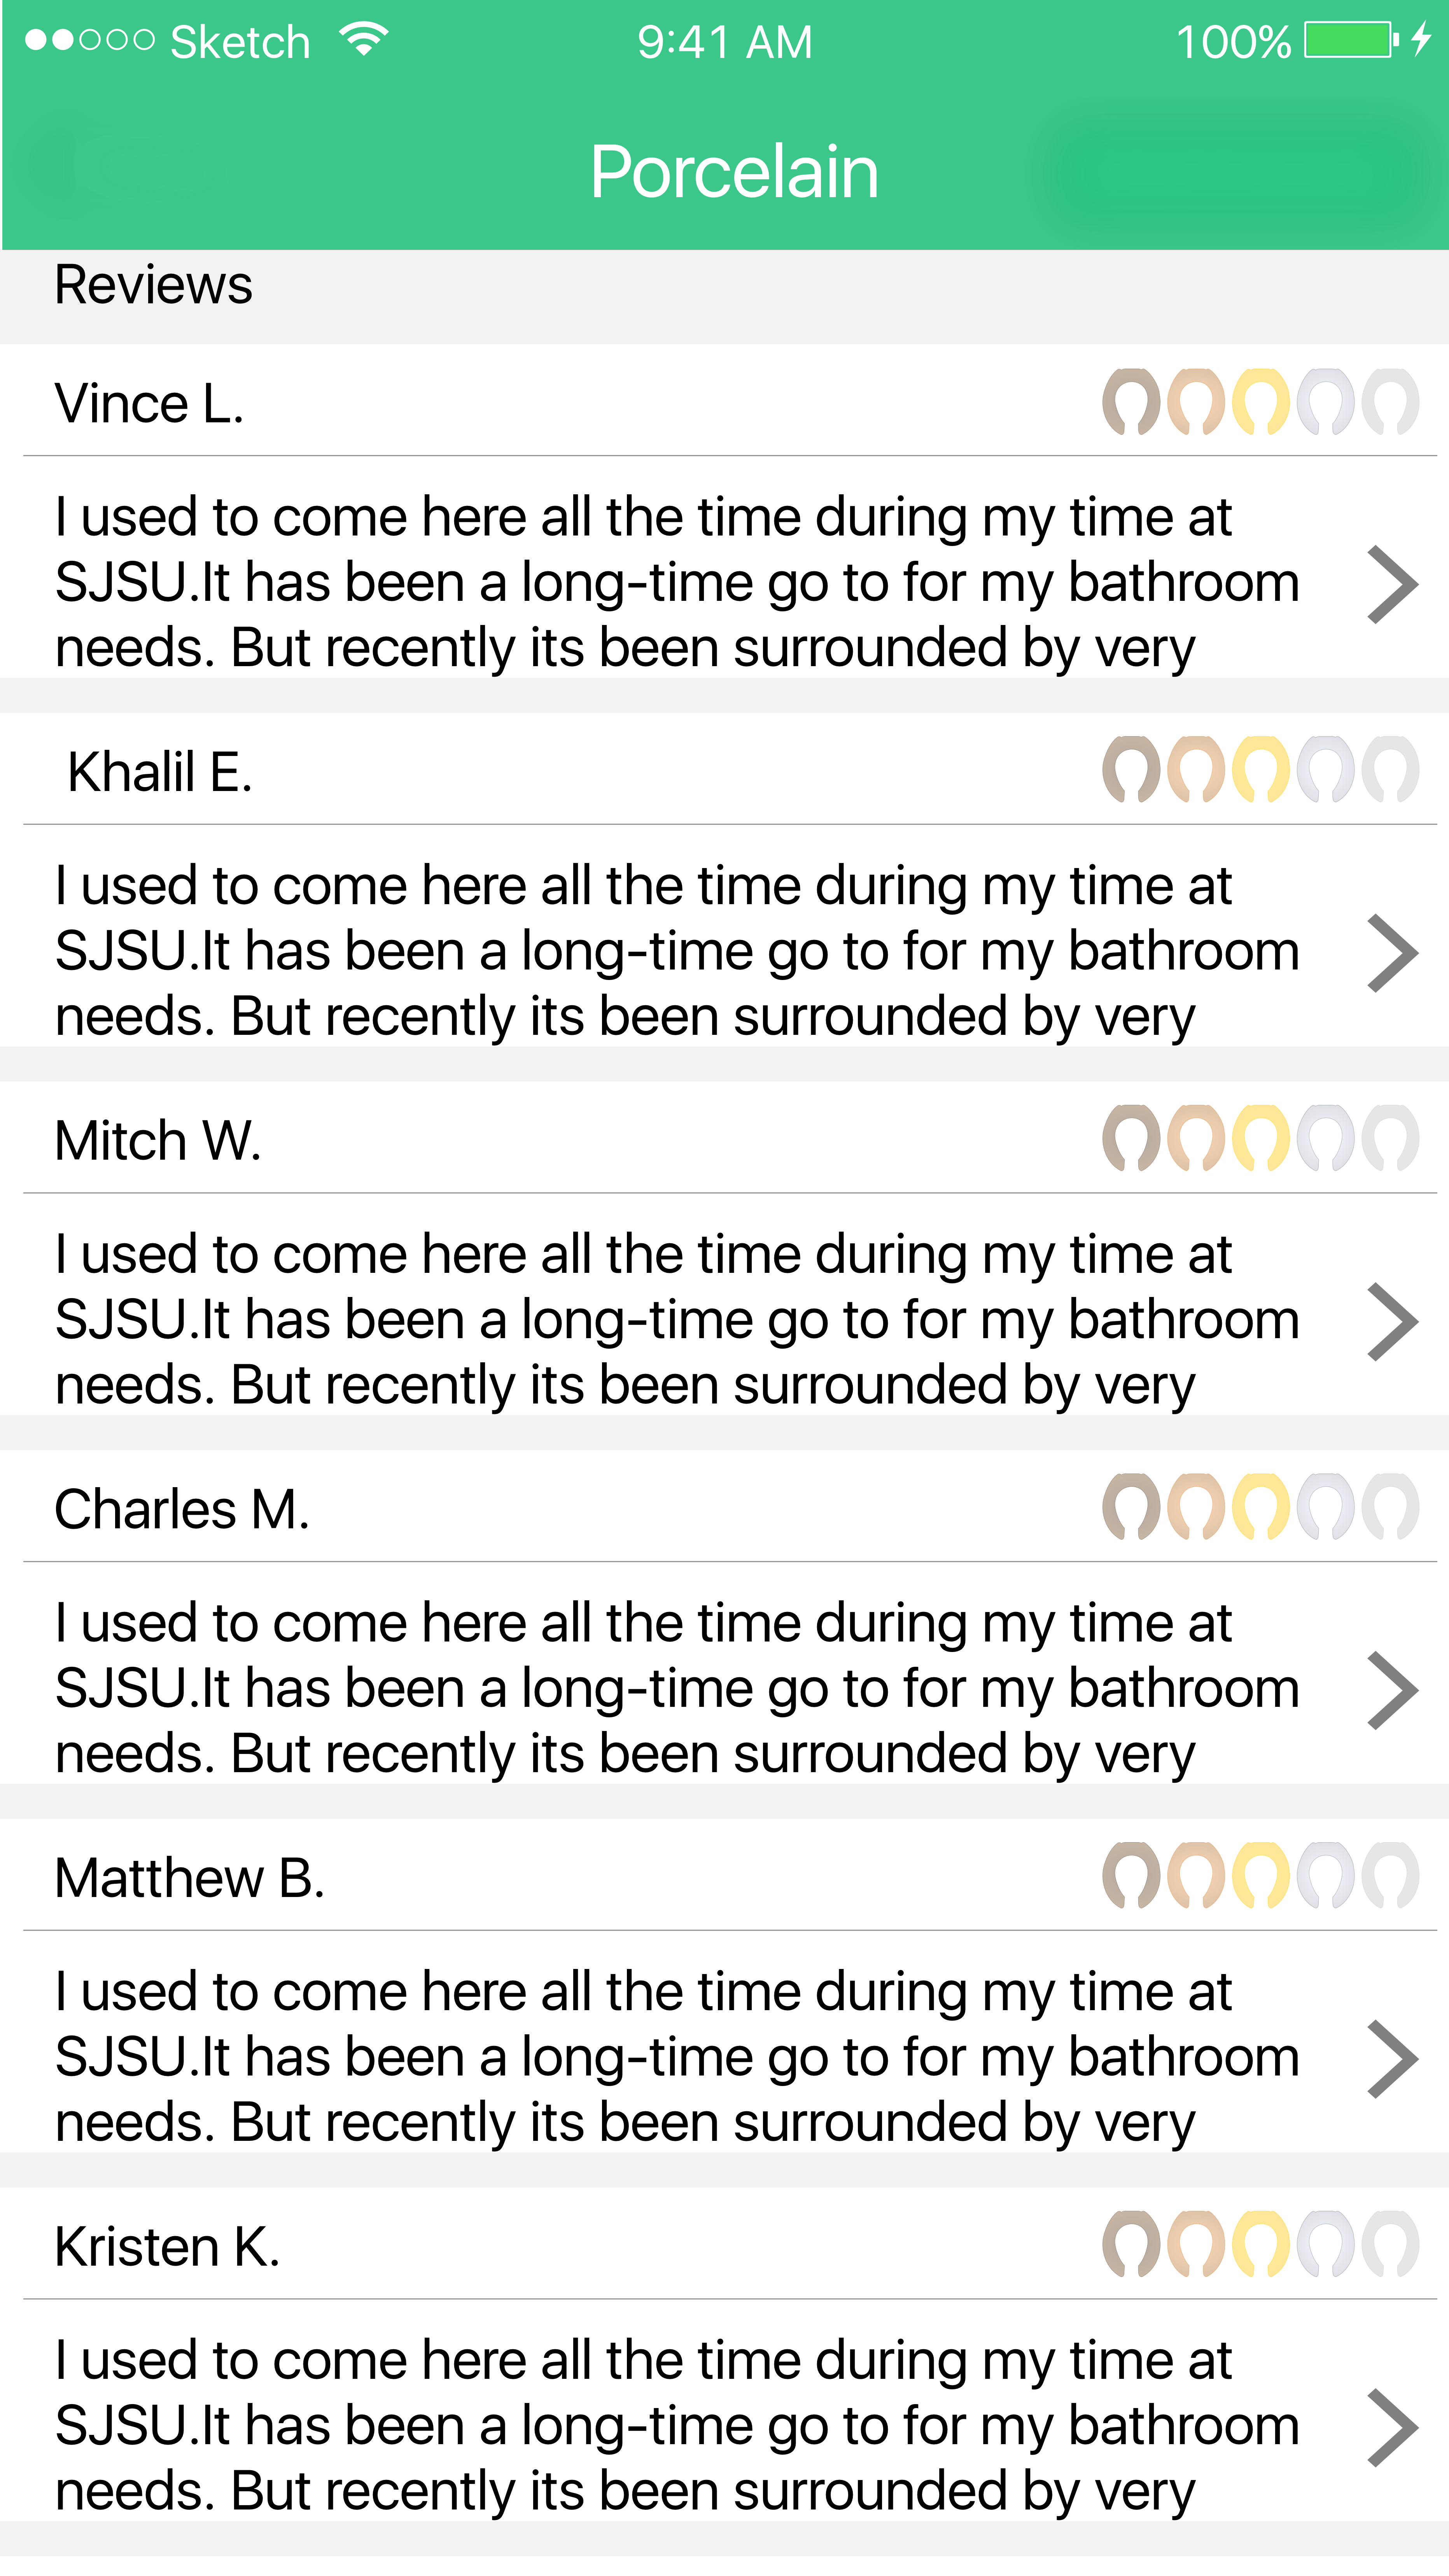 Sketch 9:41 AM 100%
Porcelain
Reviews
Vince L.
I used to come here all the time during my time at
SJSU.It has been a long-time go to for my bathroom
needs. But recently its been surrounded by very
Khalil E.
I used to come here all the time during my time at
SJSU.It has been a long-time go to for my bathroom
needs. But recently its been surrounded by very
Mitch W.
I used to come here all the time during my time at
SJSU.It has been a long-time go to for my bathroom
needs. But recently its been surrounded by very
Charles M.
I used to come here all the time during my time at
SJSU.It has been a long-time go to for my bathroom
needs. But recently its been surrounded by very
Matthew B.
I used to come here all the time during my time at
SJSU.It has been a long-time go to for my bathroom
needs. But recently its been surrounded by very
Kristen K.
I used to come here all the time during my time at
SJSU.It has been a long-time go to for my bathroom
needs. But recently its been surrounded by very